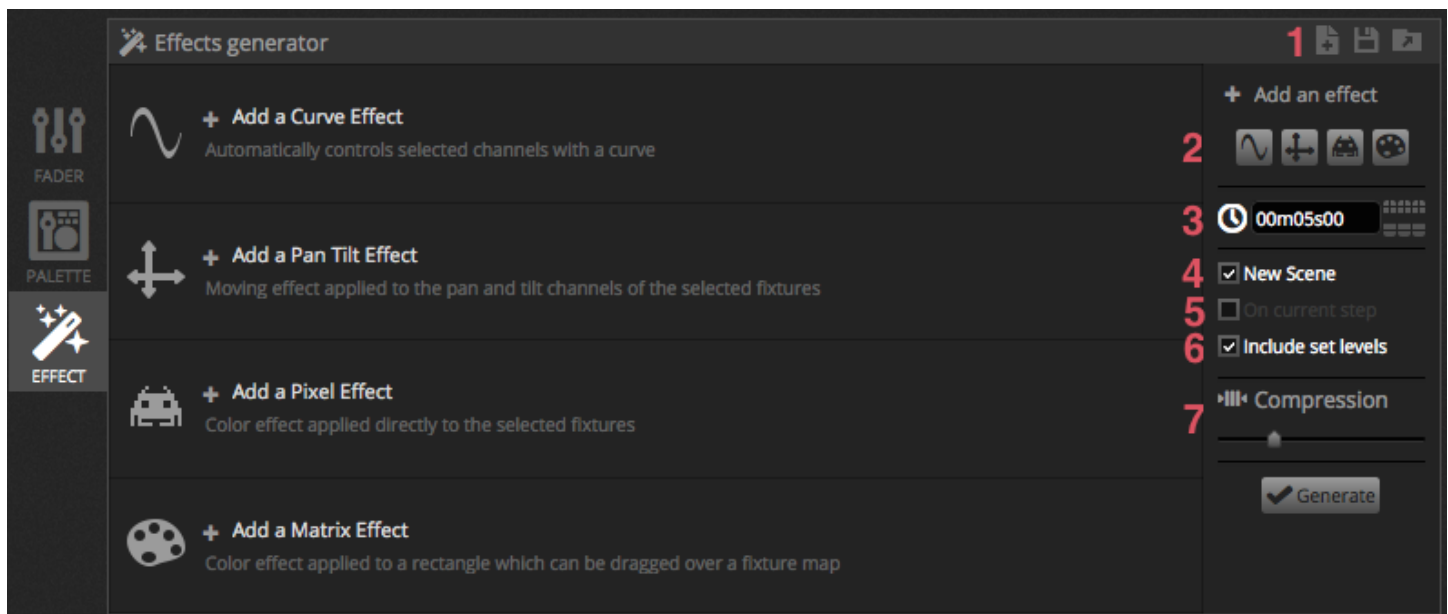 Effects generator
1
FADER
PALETTE
EFFECT
+ Add a Curve Effect
Automatically controls selected channels with a curve
+ Add a Pan Tilt Effect
Moving effect applied to the pan and tilt channels of the selected fixtures
+ Add a Pixel Effect
Color effect applied directly to the selected fixtures
+ Add a Matrix Effect
Color effect applied to a rectangle which can be dragged over a fixture map
+ Add an effect
2
3 00m05s00
4 New Scene
5 On current step
6 Include set levels
Compression
7
Generate